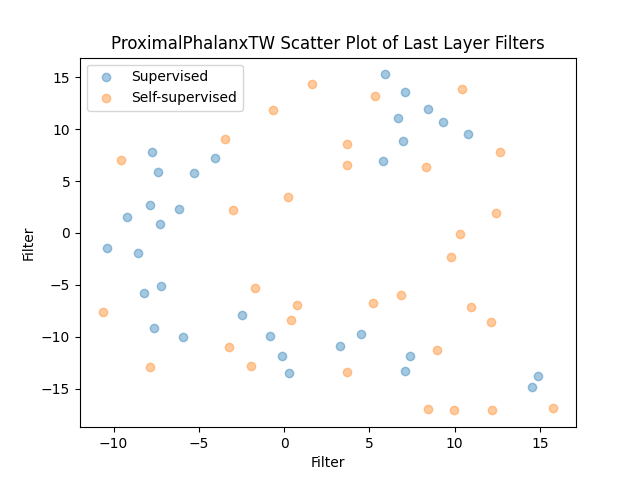 ProximalPhalanxTW Scatter Plot of Last Layer Filters
Supervised
Self-supervised
15
10
5
0
−5
−10
−15
Filter
−10
−5
0
5
10
15
Filter